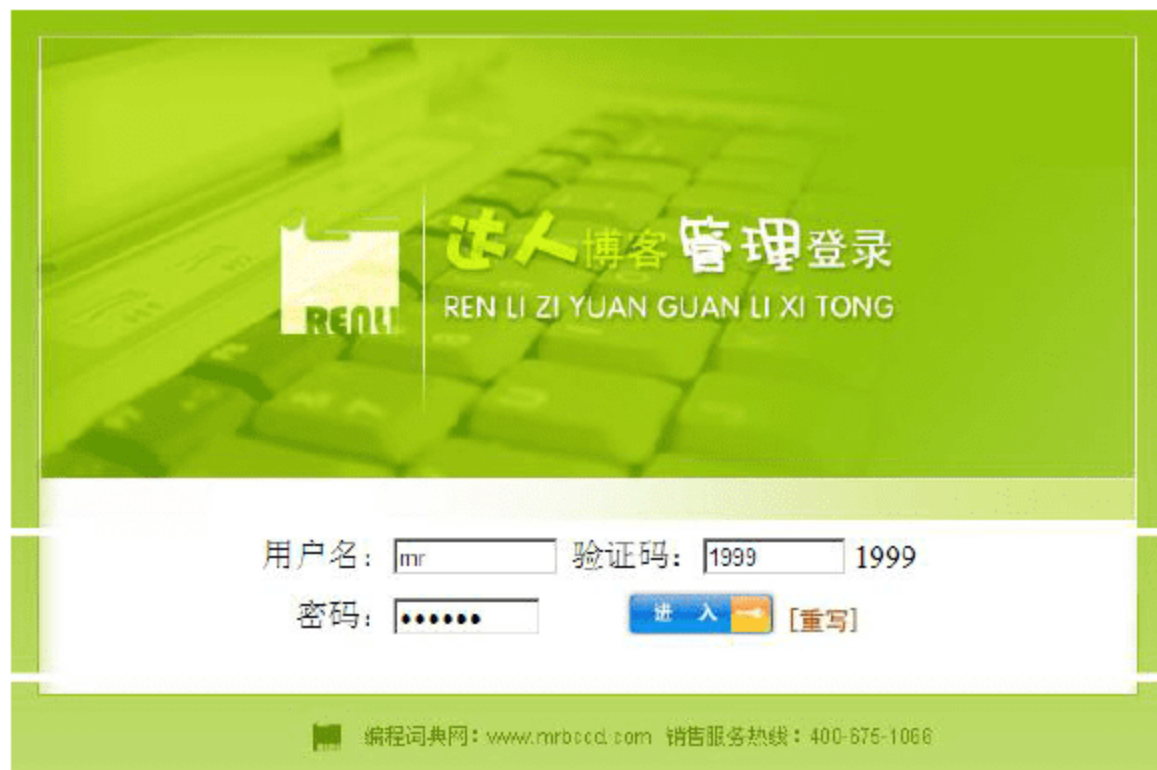 达人博客管理登录
RENLI
REN LI ZI YUAN GUAN LI XI TONG
用户名： mr 验证码： 1999 1999
密码： •••••• 进 入 [重写]
编程词典网：www.mrbccd.com 销售服务热线：400-675-1066